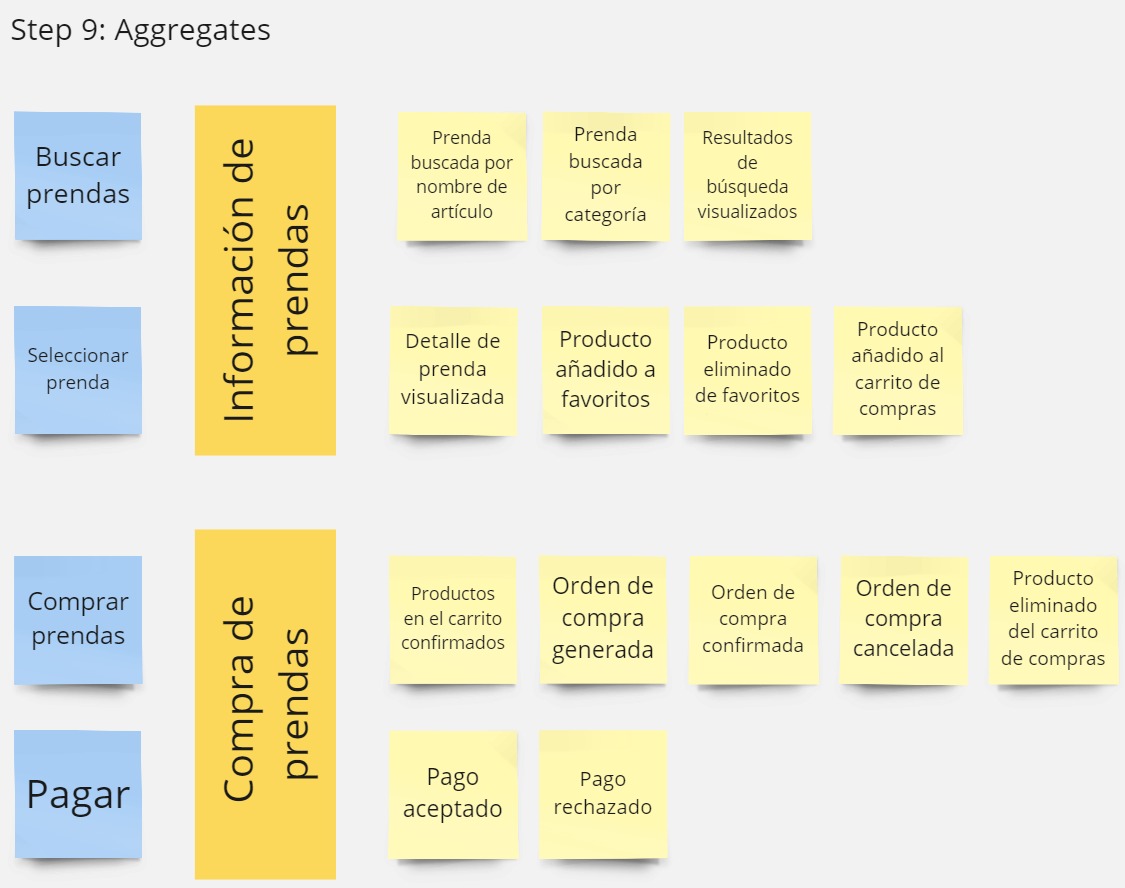 Step 9: Aggregates
Buscar
prendas
Información de
prendas
Prenda
buscada por
nombre de
artículo
Prenda
buscada
por
categoría
Resultados
de
búsqueda
visualizados
Seleccionar
prenda
Detalle de
prenda
visualizada
Producto
añadido a
favoritos
Producto
eliminado
de favoritos
Producto
añadido al
carrito de
compras
Comprar
prendas
Compra de
prendas
Productos
en el carrito
confirmados
Orden de
compra
generada
Orden de
compra
confirmada
Orden de
compra
cancelada
Producto
eliminado
del carrito
de compras
Pagar
Pago
aceptado
Pago
rechazado